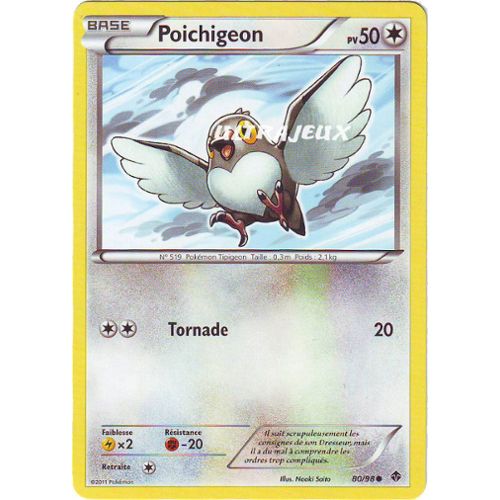 BASE
Poichigeon
PV50
ULTRAJEUX
N° 519 Pokémon Tipigeon Taille : 0.3m Poids : 2.1kg
Tornade 20
Faiblesse
Résistance
×2
-20
Retraite
Il suit scrupuleusement les
consignes de son Dresseur, mais
il a du mal à comprendre les
ordres trop compliqués.
©2011 Pokémon
Illus. Naoki Saito
80/98